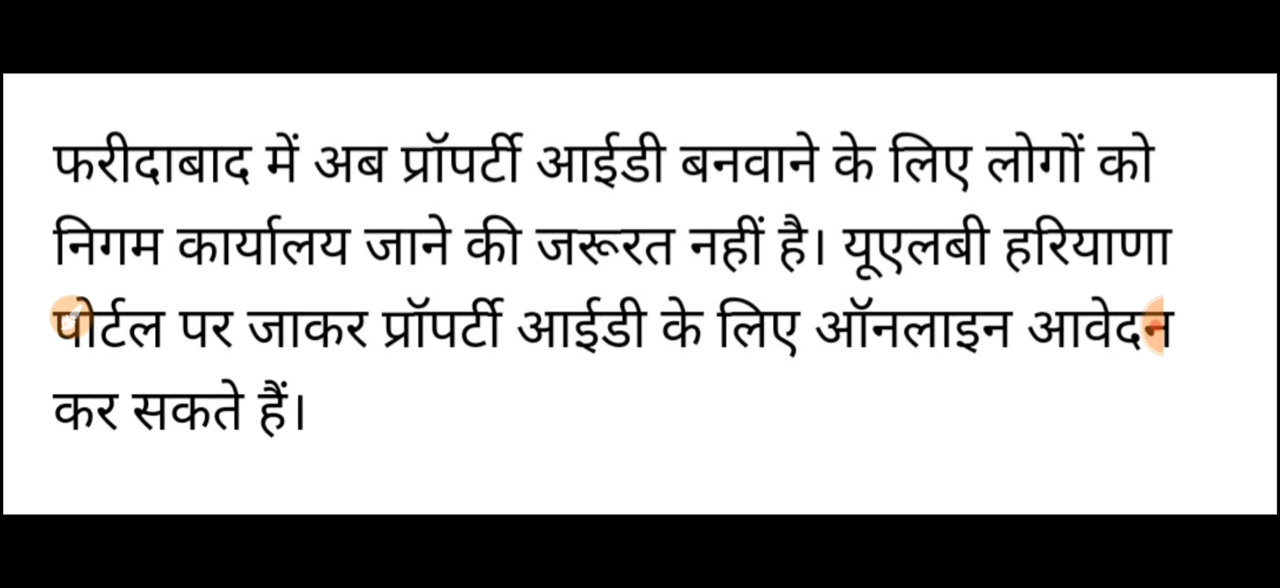 फरीदाबाद में अब प्रॉपर्टी आईडी बनवाने के लिए लोगों को
निगम कार्यालय जाने की जरूरत नहीं है। यूएलबी हरियाणा
पोर्टल पर जाकर प्रॉपर्टी आईडी के लिए ऑनलाइन आवेदन
कर सकते हैं।